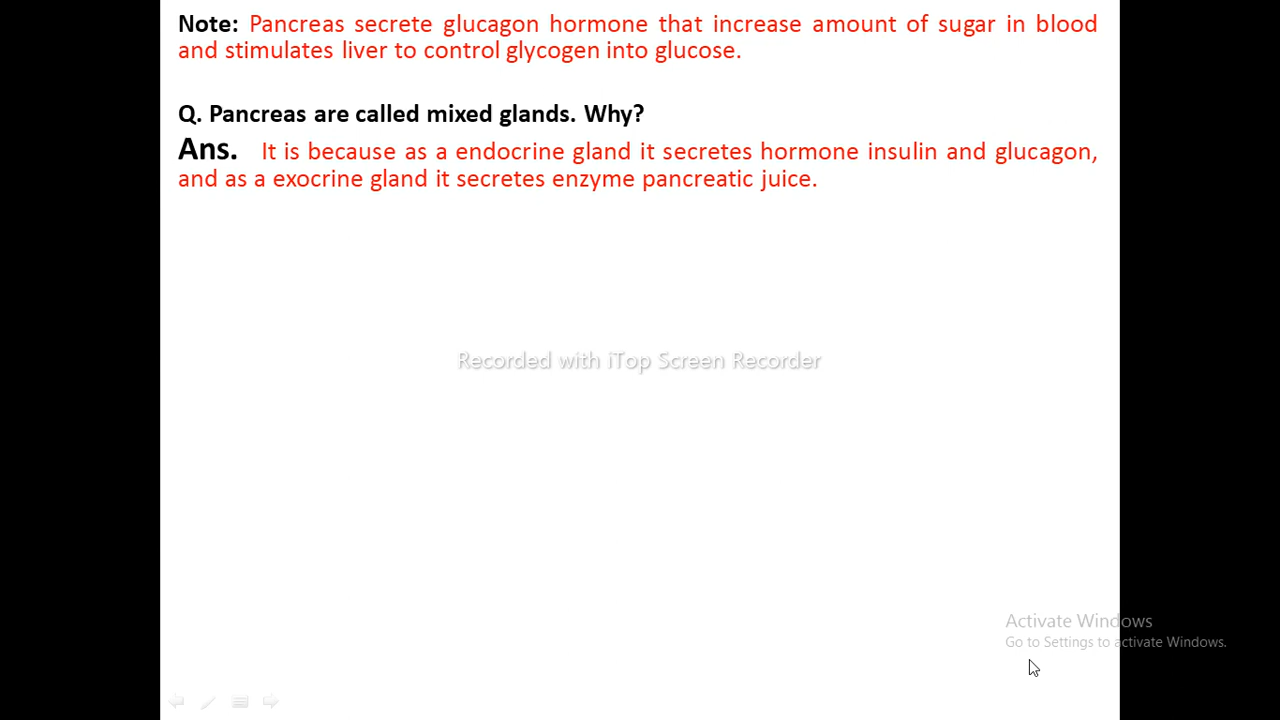 Note: Pancreas secrete glucagon hormone that increase amount of sugar in blood
and stimulates liver to control glycogen into glucose.
Q. Pancreas are called mixed glands. Why?
Ans. It is because as a endocrine gland it secretes hormone insulin and glucagon,
and as a exocrine gland it secretes enzyme pancreatic juice.
Recorded with iTop Screen Recorder
Activate Windows
Go to Settings to activate Windows.